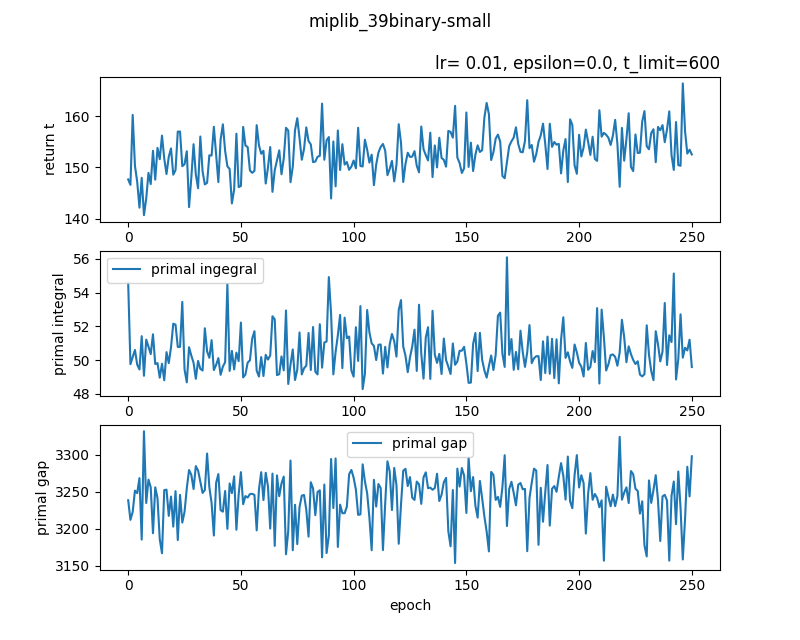 miplib_39binary-small
lr= 0.01, epsilon=0.0, t_limit=600
return t
160
150
140
0 50 100 150 200 250
primal integral
primal ingegral
56
54
52
50
48
0 50 100 150 200 250
primal gap
primal gap
3300
3250
3200
3150
0 50 100 150 200 250
epoch